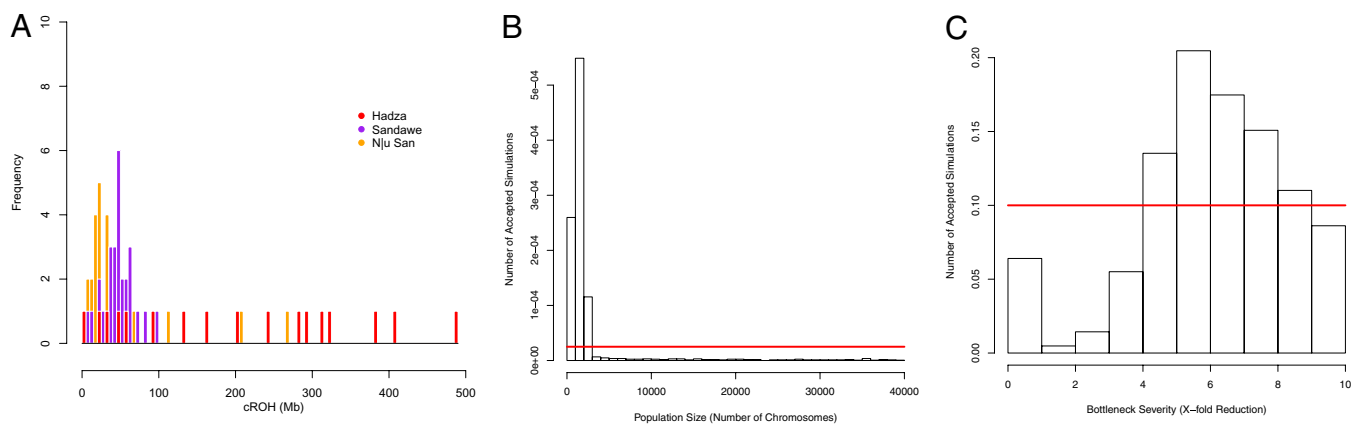 A
Frequency
10
8
6
4
2
0
Hadza
Sandawe
N|u San
0 100 200 300 400 500
cROH (Mb)
B
Number of Accepted Simulations
5e−04
4e−04
3e−04
2e−04
1e−04
0e+00
0 10000 20000 30000 40000
Population Size (Number of Chromosomes)
C
Number of Accepted Simulations
0.20
0.15
0.10
0.05
0.00
0 2 4 6 8 10
Bottleneck Severity (X−fold Reduction)